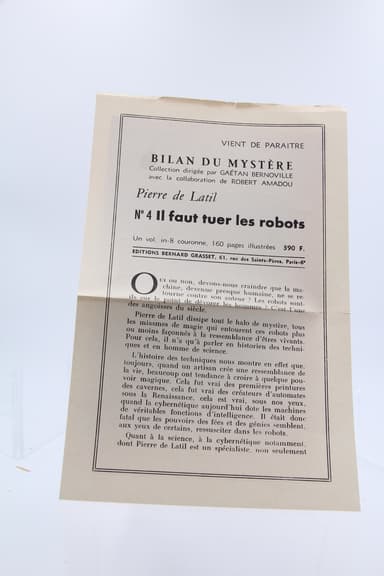 VIENT DE PARAITRE
BILAN DU MYSTÈRE
Collection dirigée par GAËTAN BERNOVILLE
avec la collaboration de ROBERT AMADOU
Pierre de Latil
N° 4 Il faut tuer les robots
Un vol. in-8 couronne, 160 pages illustrées 590 F.
EDITIONS BERNARD GRASSET, 61, rue des Saints-Pères, Paris-6e
OUI ou non, devons-nous craindre que la ma-
chine, devenue presque humaine, ne se re-
tourne contre son auteur ? Les robots sont-
ils sur le point de dévorer les hommes ? C'est l'une
des angoisses du siècle.
Pierre de Latil dissipe tout le halo de mystère, tous
les miasmes de magie qui entourent ces robots plus
ou moins façonnés à la ressemblance d'êtres vivants.
Pour cela, il n'a qu'à parler en historien des techni-
ques et en homme de science.
L'histoire des techniques nous montre en effet que,
toujours, quand un artisan crée une ressemblance de
la vie, beaucoup ont tendance à croire à quelque pou-
voir magique. Cela fut vrai des premières peintures
des cavernes, cela fut vrai des créateurs d'automates
sous la Renaissance, cela est vrai, sous nos yeux,
quand la cybernétique aujourd'hui dote les machines
de véritables fonctions d'intelligence. Il était donc
fatal que les pouvoirs des fées et des génies semblent,
aux yeux de certains, ressusciter dans les robots.
Quant à la science, à la cybernétique notamment,
dont Pierre de Latil est un spécialiste, non seulement